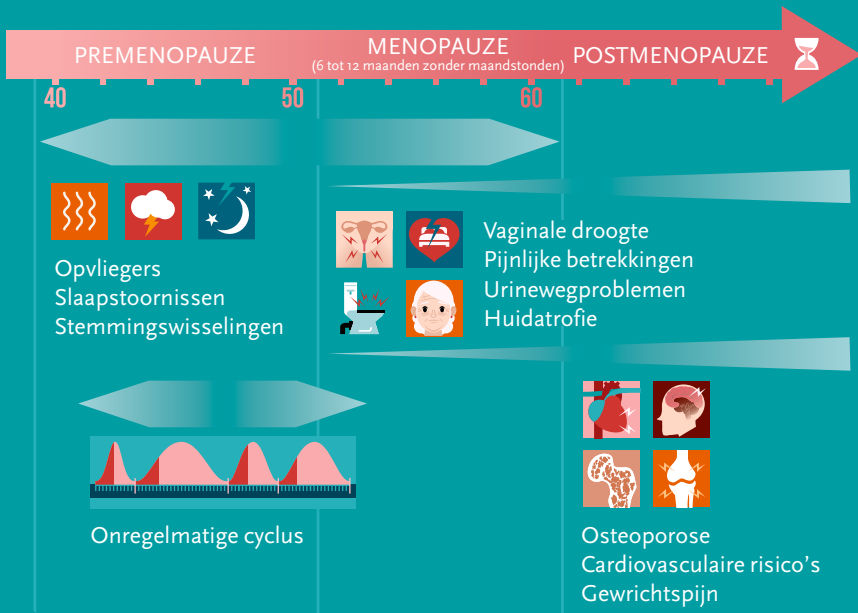 PREMENOPAUZE
MENOPAUZE
(6 tot 12 maanden zonder maandstonden)
POSTMENOPAUZE
40
50
60
Opvliegers
Slaapstoornissen
Stemmingswisselingen
Vaginale droogte
Pijnlijke betrekkingen
Urinewegproblemen
Huidatrofie
Onregelmatige cyclus
Osteoporose
Cardiovasculaire risico's
Gewrichtspijn